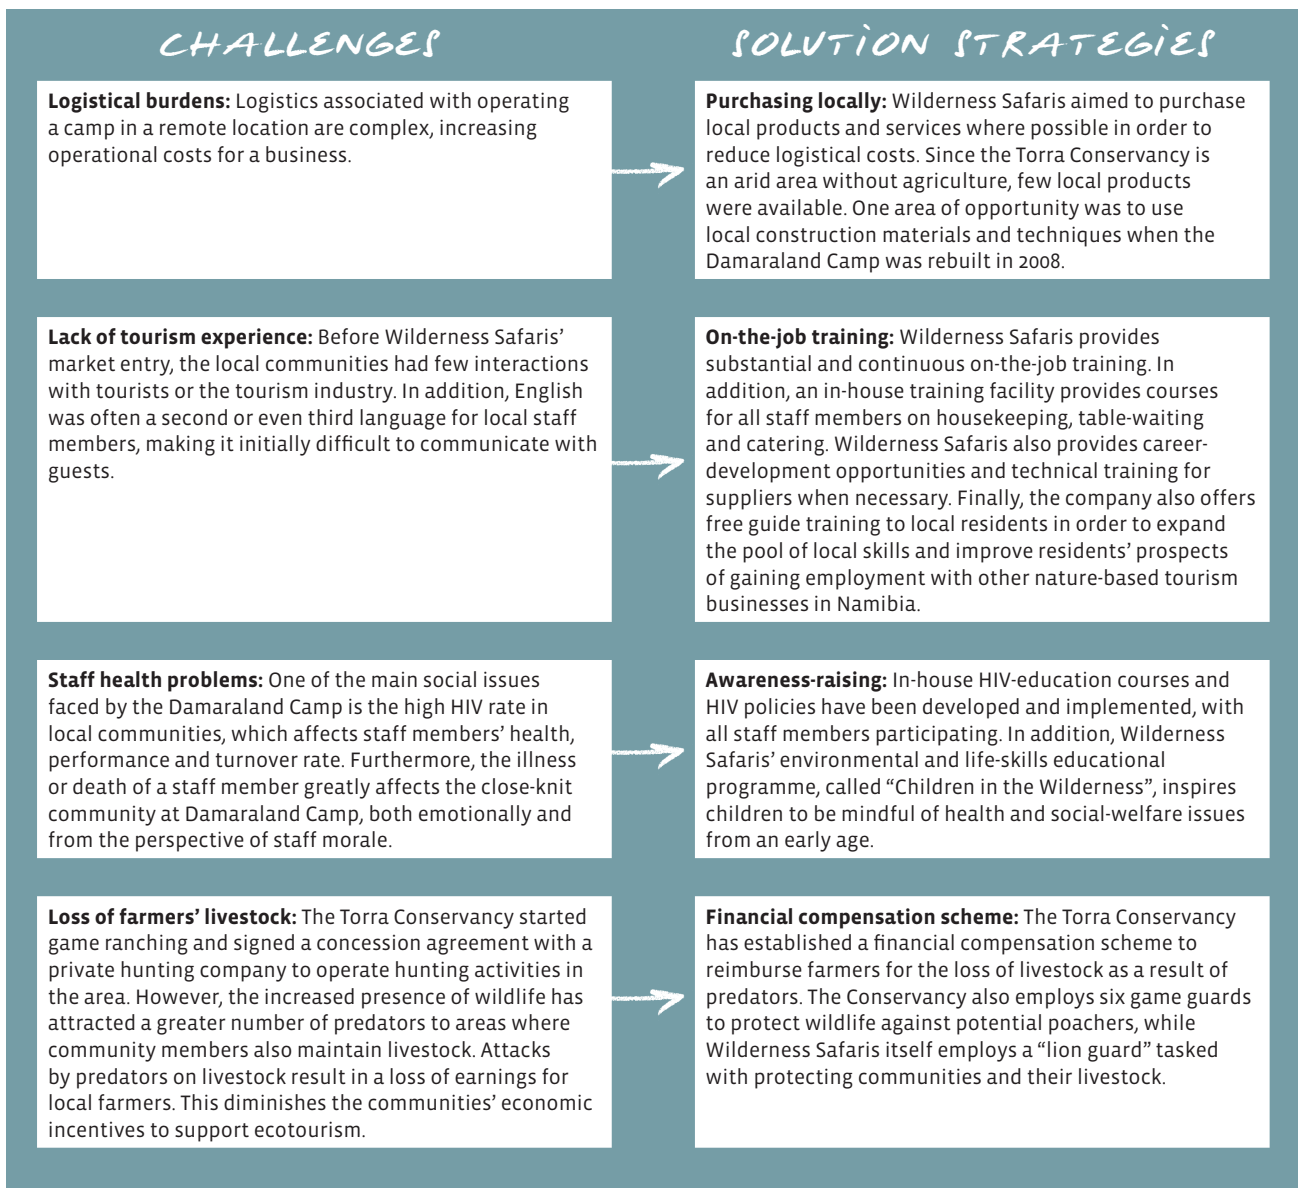 CHALLENGES
SOLUTION STRATEGIES
Logistical burdens: Logistics associated with operating
a camp in a remote location are complex, increasing
operational costs for a business.
Purchasing locally: Wilderness Safaris aimed to purchase
local products and services where possible in order to
reduce logistical costs. Since the Torra Conservancy is
an arid area without agriculture, few local products
were available. One area of opportunity was to use
local construction materials and techniques when the
Damaraland Camp was rebuilt in 2008.
Lack of tourism experience: Before Wilderness Safaris’
market entry, the local communities had few interactions
with tourists or the tourism industry. In addition, English
was often a second or even third language for local staff
members, making it initially difficult to communicate with
guests.
On-the-job training: Wilderness Safaris provides
substantial and continuous on-the-job training. In
addition, an in-house training facility provides courses
for all staff members on housekeeping, table-waiting
and catering. Wilderness Safaris also provides career-
development opportunities and technical training for
suppliers when necessary. Finally, the company also offers
free guide training to local residents in order to expand
the pool of local skills and improve residents’ prospects
of gaining employment with other nature-based tourism
businesses in Namibia.
Staff health problems: One of the main social issues
faced by the Damaraland Camp is the high HIV rate in
local communities, which affects staff members’ health,
performance and turnover rate. Furthermore, the illness
or death of a staff member greatly affects the close-knit
community at Damaraland Camp, both emotionally and
from the perspective of staff morale.
Awareness-raising: In-house HIV-education courses and
HIV policies have been developed and implemented, with
all staff members participating. In addition, Wilderness
Safaris’ environmental and life-skills educational
programme, called “Children in the Wilderness”, inspires
children to be mindful of health and social-welfare issues
from an early age.
Loss of farmers’ livestock: The Torra Conservancy started
game ranching and signed a concession agreement with a
private hunting company to operate hunting activities in
the area. However, the increased presence of wildlife has
attracted a greater number of predators to areas where
community members also maintain livestock. Attacks
by predators on livestock result in a loss of earnings for
local farmers. This diminishes the communities’ economic
incentives to support ecotourism.
Financial compensation scheme: The Torra Conservancy
has established a financial compensation scheme to
reimburse farmers for the loss of livestock as a result of
predators. The Conservancy also employs six game guards
to protect wildlife against potential poachers, while
Wilderness Safaris itself employs a “lion guard” tasked
with protecting communities and their livestock.